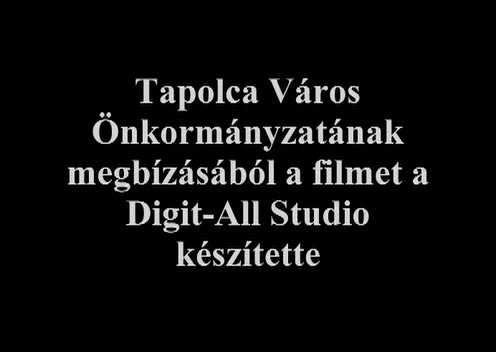 Tapolca Város
Önkormányzatának
megbízásából a filmet a
Digit-All Studio
készítette